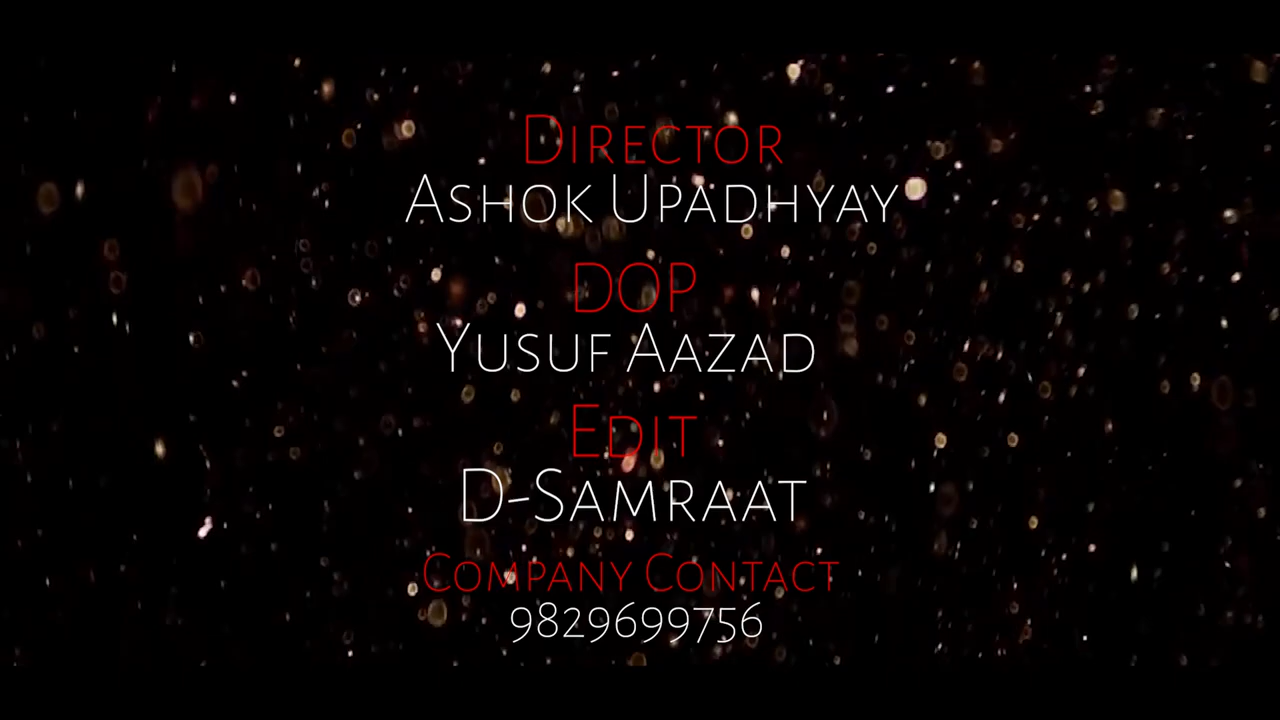 Director
Ashok Upadhyay
DOP
Yusuf Aazad
Edit
D-Samraat
Company Contact
9829699756